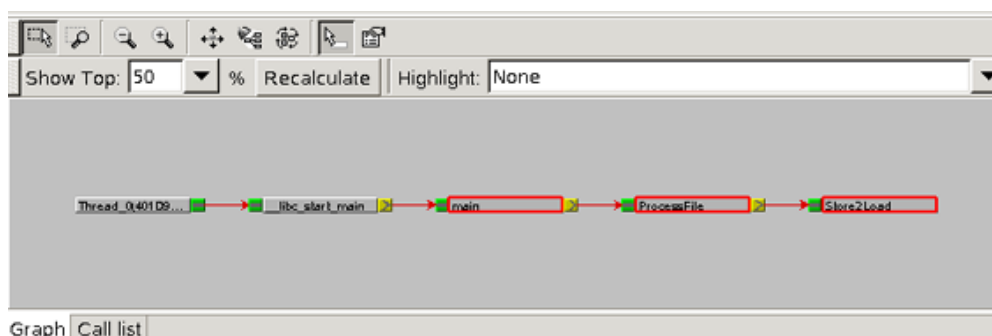 Show Top: 50 % Recalculate Highlight: None
Thread_0(401D9... __libc_start_main main ProcessFile Store2Load
Graph Call list